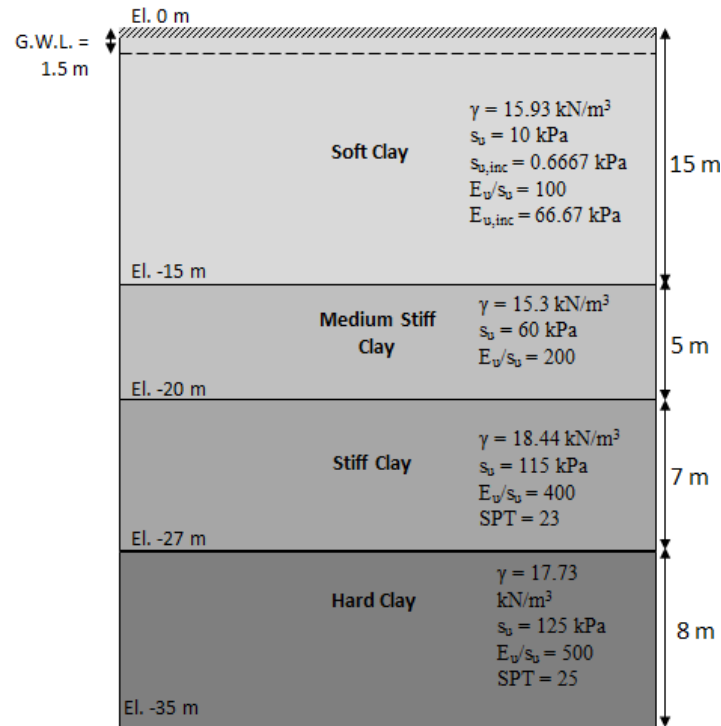 El. 0 m
G.W.L. =
1.5 m
Soft Clay
γ = 15.93 kN/m³
sᵤ = 10 kPa
sᵤ,inc = 0.6667 kPa
Eᵤ/sᵤ = 100
Eᵤ,inc = 66.67 kPa
15 m
El. -15 m
Medium Stiff
Clay
γ = 15.3 kN/m³
sᵤ = 60 kPa
Eᵤ/sᵤ = 200
5 m
El. -20 m
Stiff Clay
γ = 18.44 kN/m³
sᵤ = 115 kPa
Eᵤ/sᵤ = 400
SPT = 23
7 m
El. -27 m
Hard Clay
γ = 17.73
kN/m³
sᵤ = 125 kPa
Eᵤ/sᵤ = 500
SPT = 25
8 m
El. -35 m